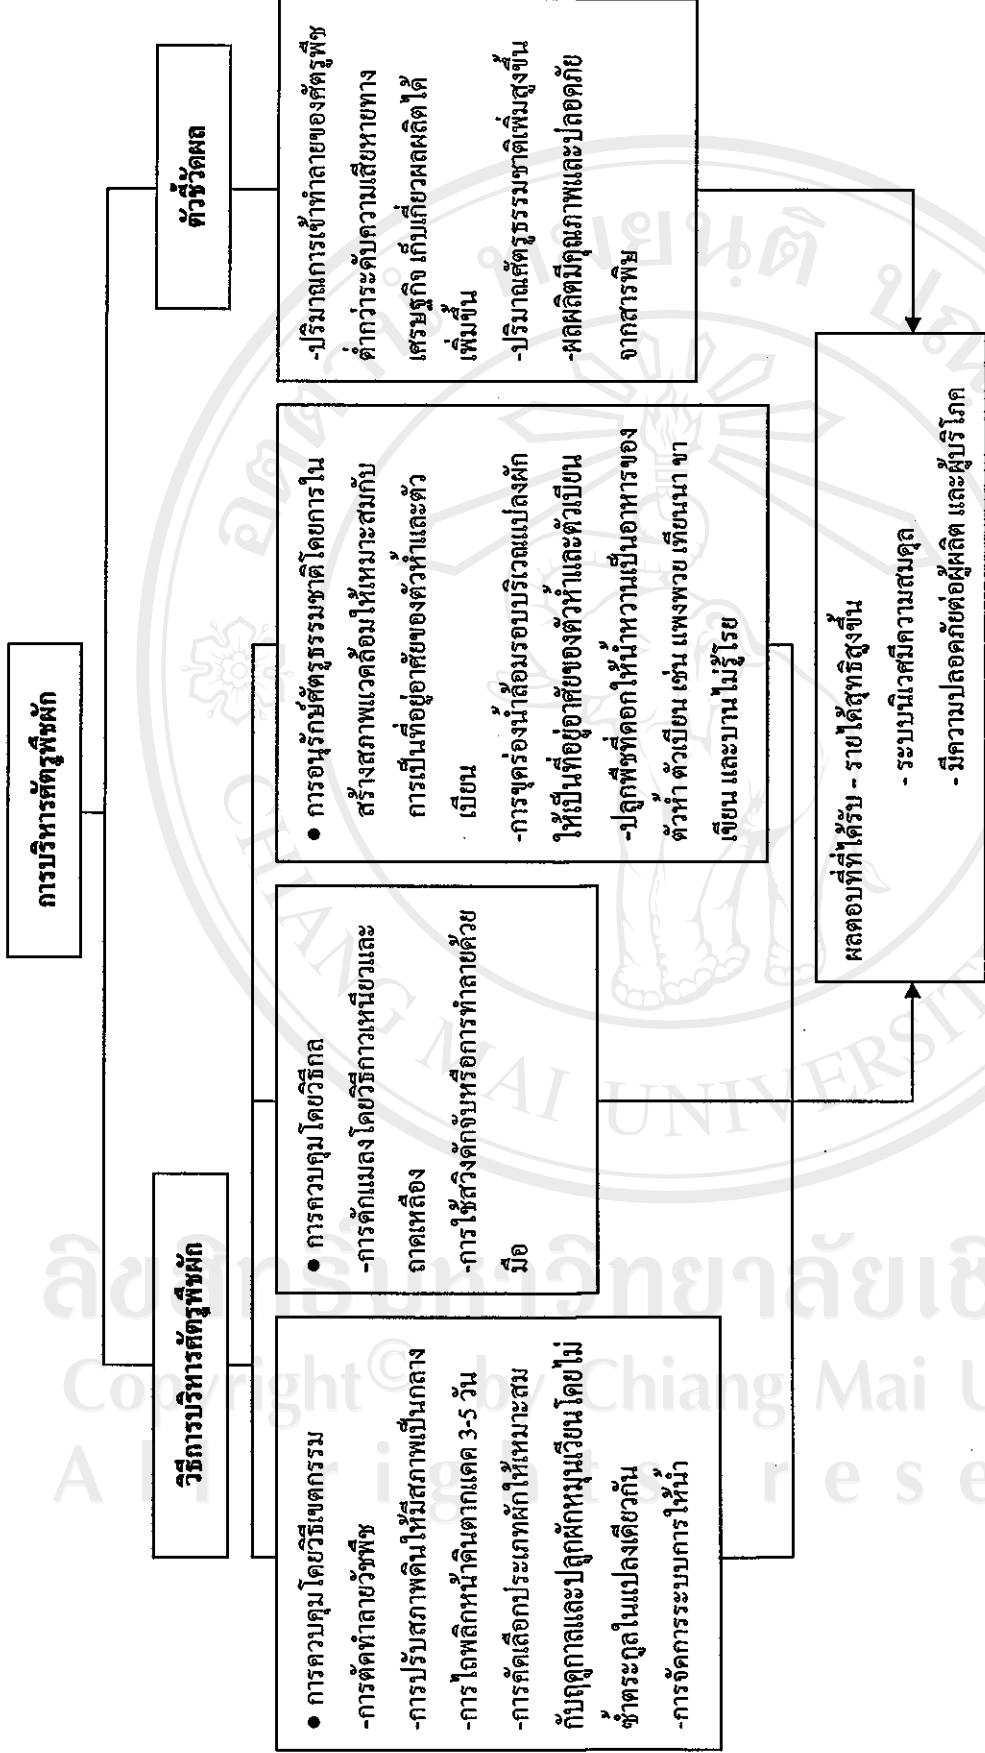 การบริหารศัตรูพืชผัก
วิธีการบริหารศัตรูพืชผัก
ตัวชี้วัดผล
● การควบคุมโดยวิธีเขตกรรม
-การตัดทำลายวัชพืช
-การปรับสภาพดินให้มีสภาพเป็นกลาง
-การไถพลิกหน้าดินตากแดด 3-5 วัน
-การคัดเลือกประเภทผักให้เหมาะสม
กับฤดูกาลและปลูกผักหมุนเวียนโดยไม่
ซ้ำตระกูลในแปลงเดียวกัน
-การจัดการระบบการให้น้ำ
● การควบคุมโดยวิธีกล
-การดักแมลงโดยวิธีกาวเหนียวและ
ถาดเหลือง
-การใช้สวิงดักจับหรือการทำลายด้วย
มือ
● การอนุรักษ์ศัตรูธรรมชาติโดยการใน
สร้างสภาพแวดล้อมให้เหมาะสมกับ
การเป็นที่อยู่อาศัยของตัวห้ำและตัว
เบียน
-การขุดร่องน้ำล้อมรอบบริเวณแปลงผัก
ให้เป็นที่อยู่อาศัยของตัวห้ำและตัวเบียน
-ปลูกพืชที่ดอกให้น้ำหวานเป็นอาหารของ
ตัวห้ำ ตัวเบียน เช่น แพงพวย เทียนนา ขา
เขียน และบานไม่รู้โรย
-ปริมาณการเข้าทำลายของศัตรูพืช
ต่ำกว่าระดับความเสียหายทาง
เศรษฐกิจ เก็บเกี่ยวผลผลิตได้
เพิ่มขึ้น
-ปริมาณศัตรูธรรมชาติเพิ่มสูงขึ้น
-ผลผลิตมีคุณภาพและปลอดภัย
จากสารพิษ
ผลตอบที่ที่ได้รับ - รายได้สุทธิสูงขึ้น
- ระบบนิเวศมีความสมดุล
- มีความปลอดภัยต่อผู้ผลิต และผู้บริโภค
CHIANG MAI UNIVERSIT
Copyright© by Chiang Mai U
All rights rese